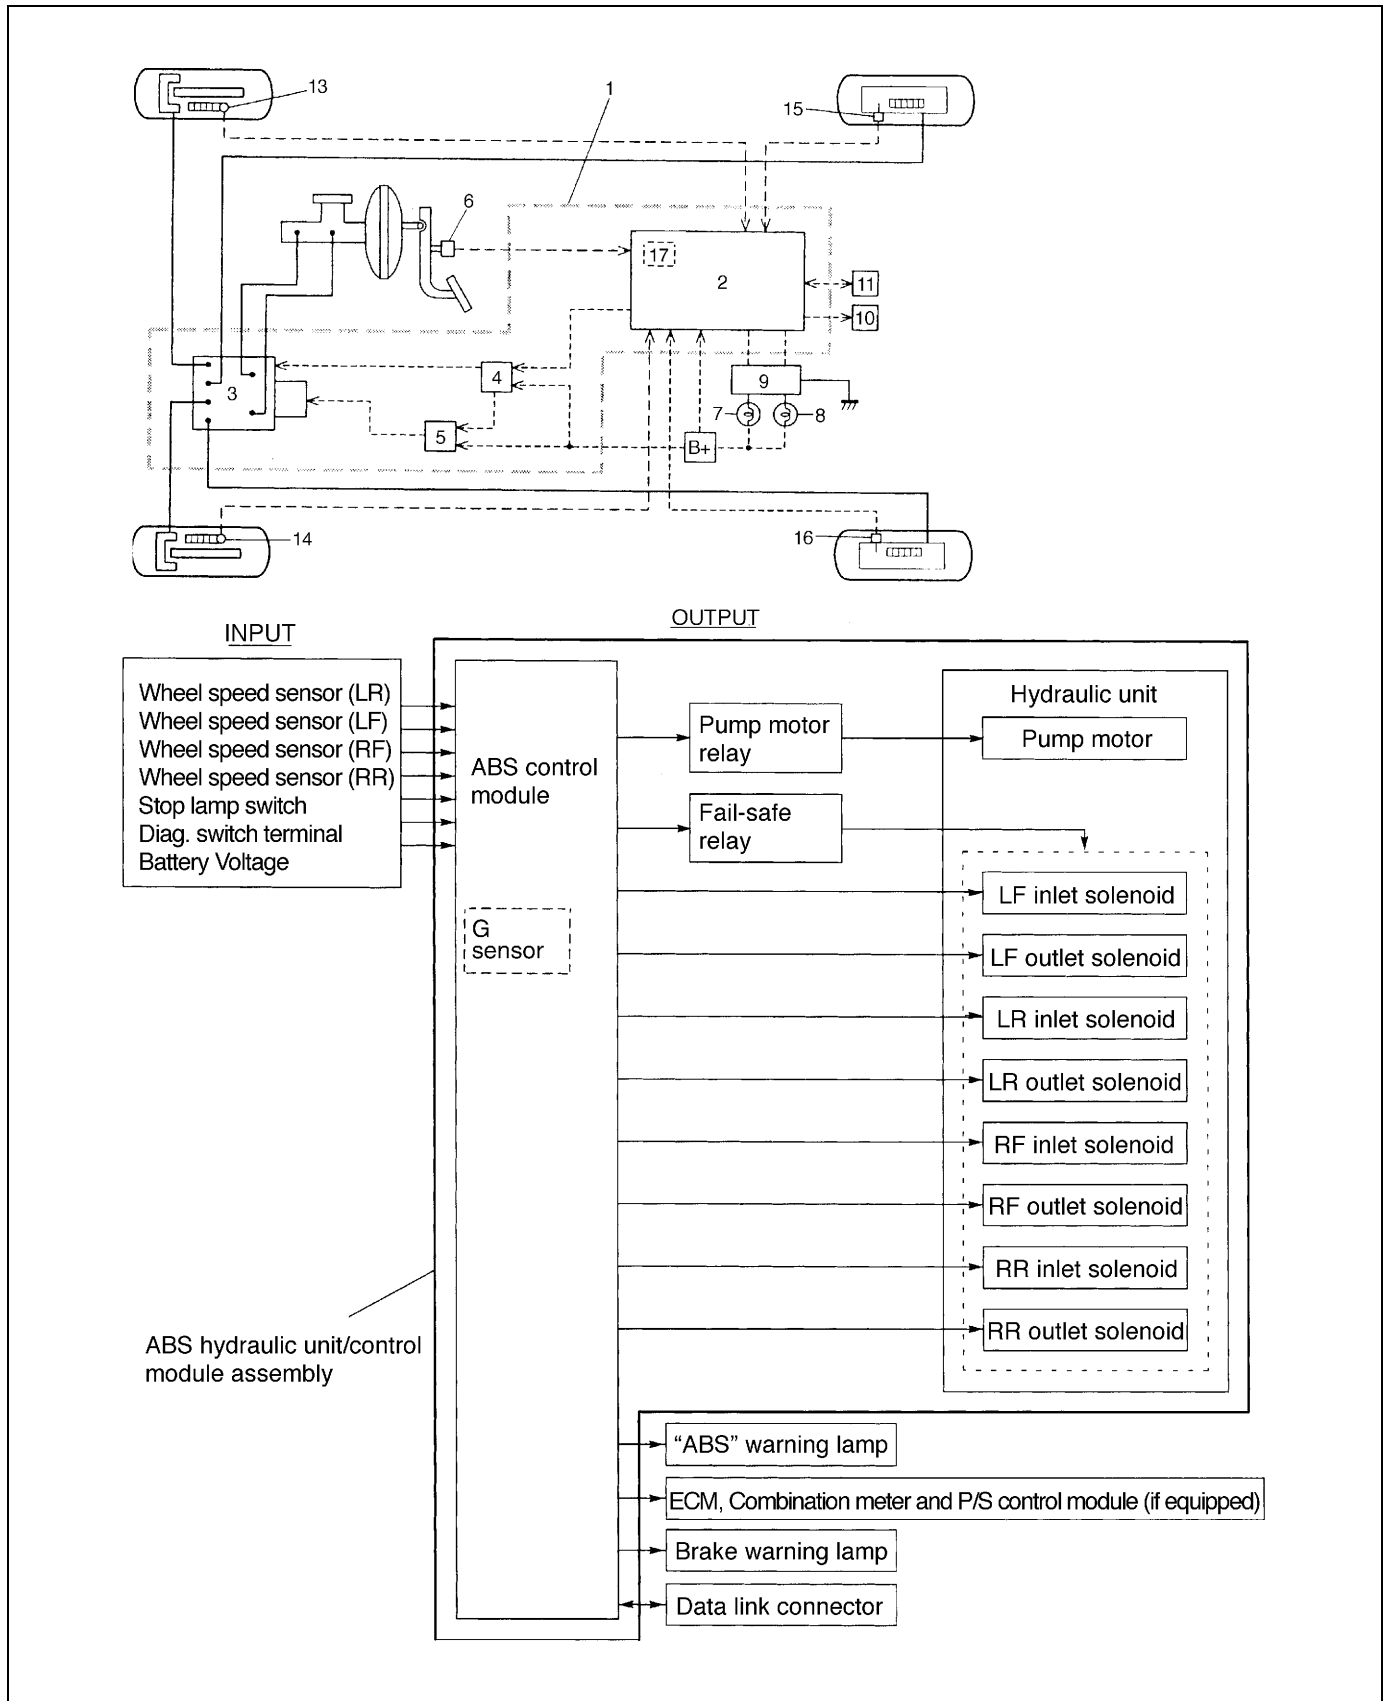 13
1
15
6
17
2
11
10
3
4
9
7
8
5
B+
14
16
OUTPUT
INPUT
Wheel speed sensor (LR)
Wheel speed sensor (LF)
Wheel speed sensor (RF)
Wheel speed sensor (RR)
Stop lamp switch
Diag. switch terminal
Battery Voltage
ABS control
module
G
sensor
Pump motor
relay
Fail-safe
relay
Hydraulic unit
Pump motor
LF inlet solenoid
LF outlet solenoid
LR inlet solenoid
LR outlet solenoid
RF inlet solenoid
RF outlet solenoid
RR inlet solenoid
RR outlet solenoid
ABS hydraulic unit/control
module assembly
“ABS” warning lamp
ECM, Combination meter and P/S control module (if equipped)
Brake warning lamp
Data link connector